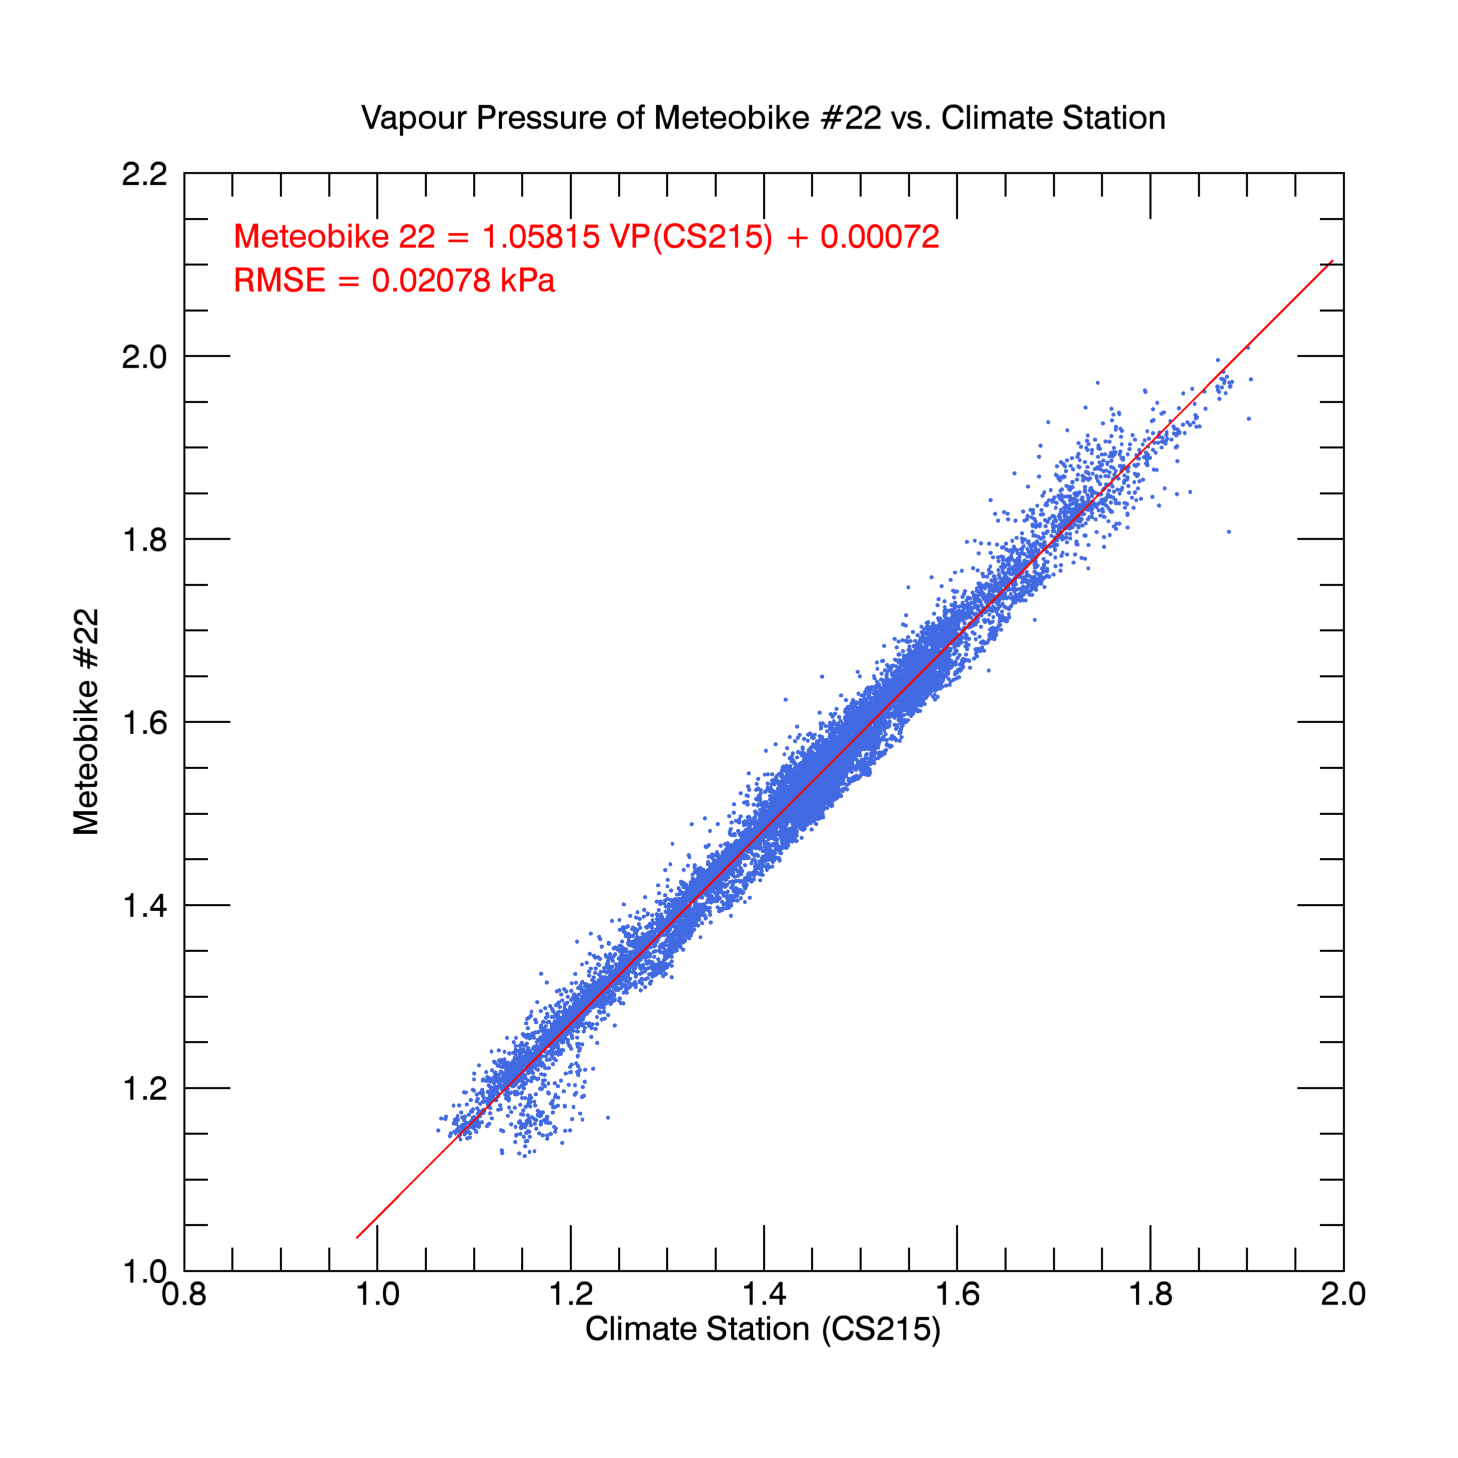 Vapour Pressure of Meteobike #22 vs. Climate Station
Meteobike 22 = 1.05815 VP(CS215) + 0.00072
RMSE = 0.02078 kPa
2.2
2.0
1.8
1.6
1.4
1.2
1.0
Meteobike #22
0.8 1.0 1.2 1.4 1.6 1.8 2.0
Climate Station (CS215)